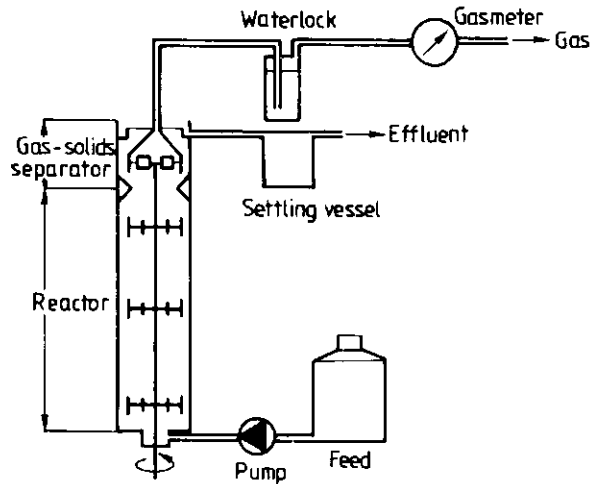 Waterlock
Gasmeter
Gas
Effluent
Gas-solids
separator
Settling vessel
Reactor
Pump
Feed